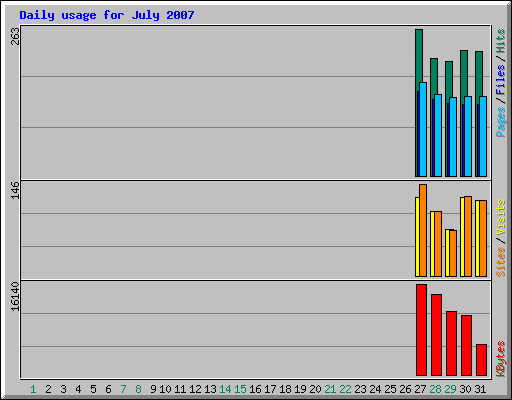 Daily usage for July 2007
263
Pages / Files / Hits
146
Sites / Visits
16140
KBytes
1 2 3 4 5 6 7 8 9 10 11 12 13 14 15 16 17 18 19 20 21 22 23 24 25 26 27 28 29 30 31